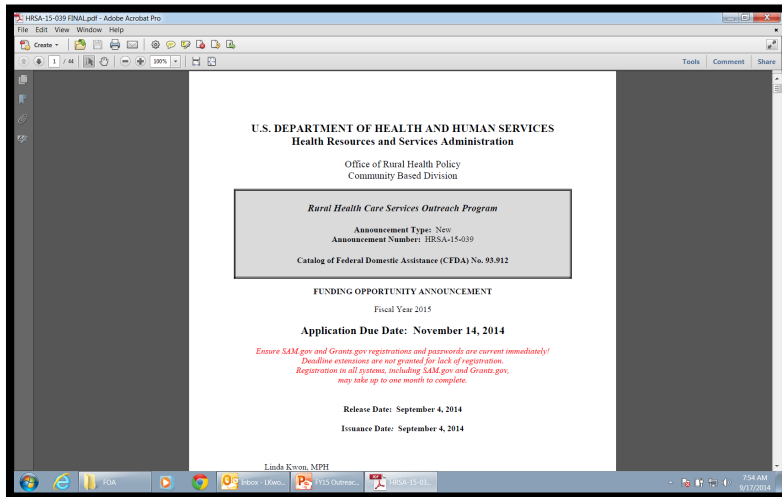 HRSA-15-039 FINAL.pdf - Adobe Acrobat Pro
File Edit View Window Help
Create
1 / 44 100% Tools Comment Share
U.S. DEPARTMENT OF HEALTH AND HUMAN SERVICES
Health Resources and Services Administration
Office of Rural Health Policy
Community Based Division
Rural Health Care Services Outreach Program
Announcement Type: New
Announcement Number: HRSA-15-039
Catalog of Federal Domestic Assistance (CFDA) No. 93.912
FUNDING OPPORTUNITY ANNOUNCEMENT
Fiscal Year 2015
Application Due Date: November 14, 2014
Ensure SAM.gov and Grants.gov registrations and passwords are current immediately!
Deadline extensions are not granted for lack of registration.
Registration in all systems, including SAM.gov and Grants.gov,
may take up to one month to complete.
Release Date: September 4, 2014
Issuance Date: September 4, 2014
Linda Kwon, MPH
FOA Inbox - LKwo... FY15 Outreac... HRSA-15-03... 7:54 AM
9/17/2014